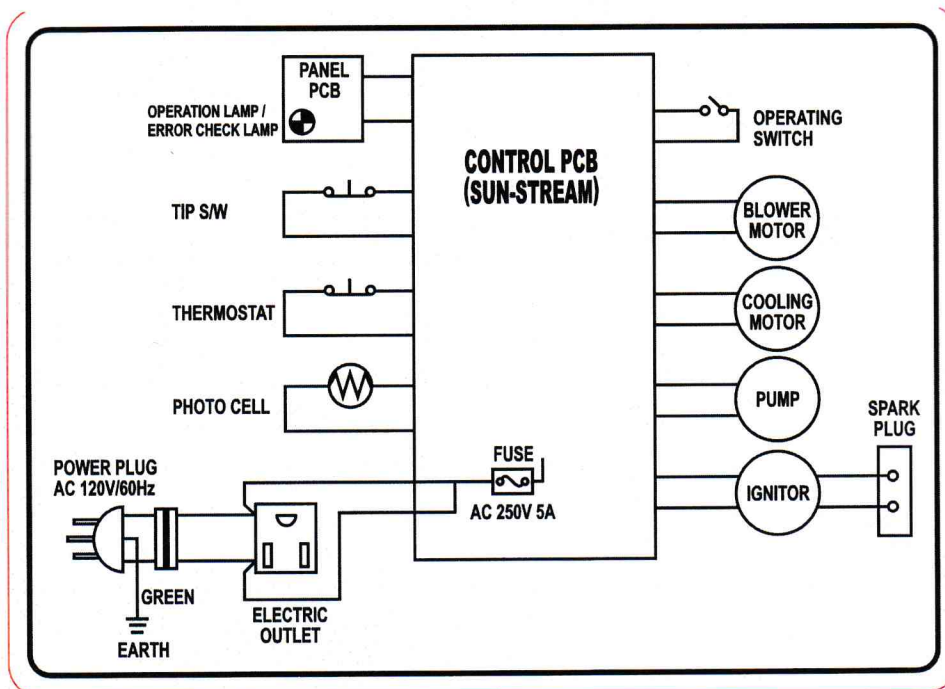 PANEL
PCB
OPERATION LAMP /
ERROR CHECK LAMP
TIP S/W
THERMOSTAT
PHOTO CELL
POWER PLUG
AC 120V/60Hz
GREEN
EARTH
ELECTRIC
OUTLET
CONTROL PCB
(SUN-STREAM)
FUSE
AC 250V 5A
OPERATING
SWITCH
BLOWER
MOTOR
COOLING
MOTOR
PUMP
IGNITOR
SPARK
PLUG